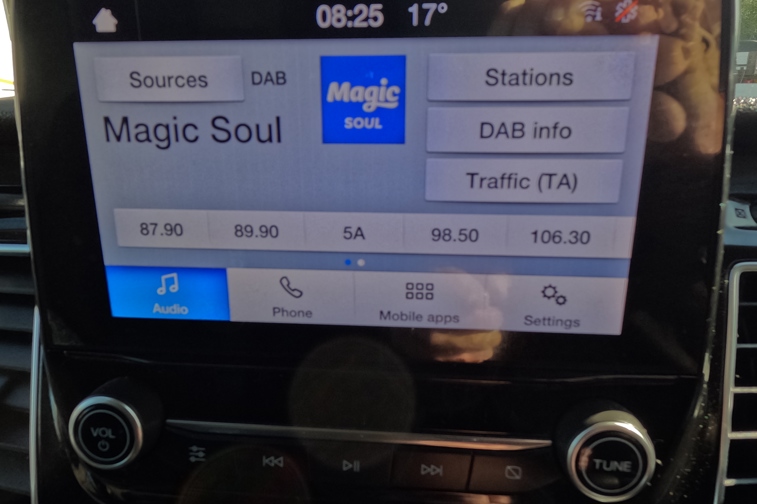 08:25 17°
Sources DAB
Magic
SOUL
Stations
Magic Soul
DAB info
Traffic (TA)
87.90 89.90 5A 98.50 106.30
Audio Phone Mobile apps Settings
VOL
TUNE